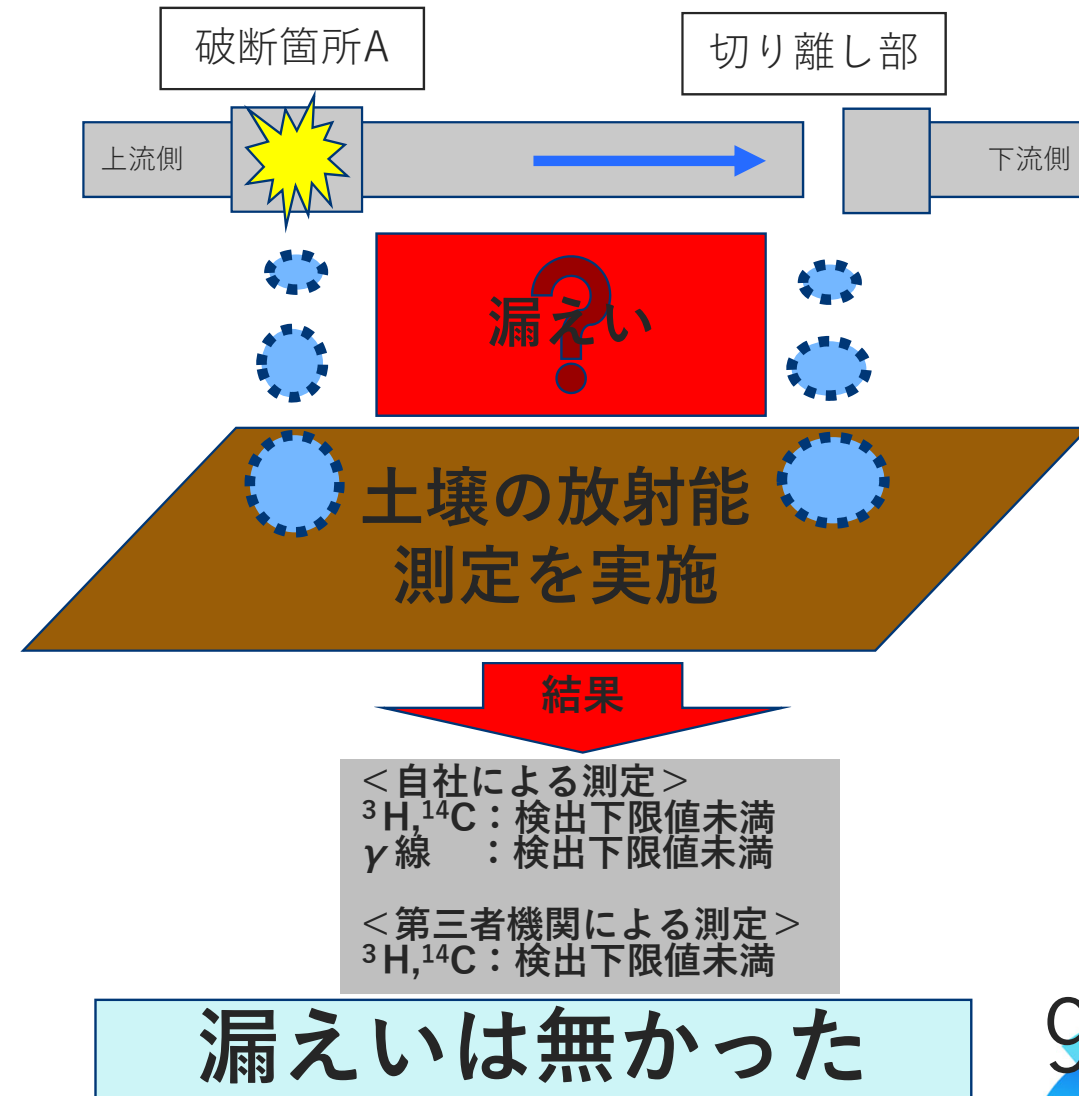 破断箇所A
切り離し部
上流側
下流側
?
漏えい
土壌の放射能
測定を実施
結果
＜自社による測定＞
³H,¹⁴C：検出下限値未満
γ線　：検出下限値未満
＜第三者機関による測定＞
³H,¹⁴C：検出下限値未満
漏えいは無かった
9